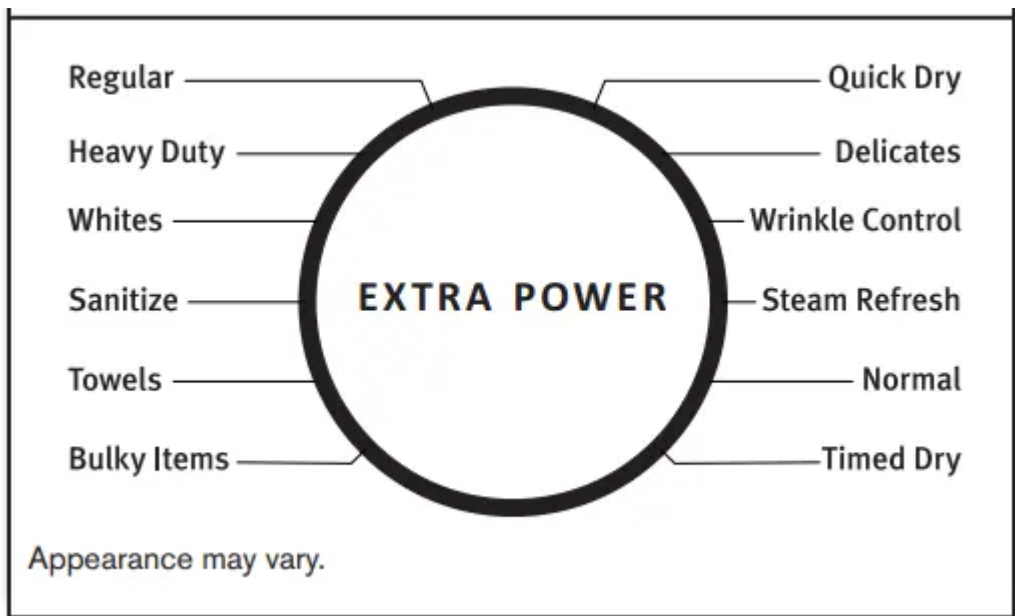 Regular
Quick Dry
Heavy Duty
Delicates
Whites
Wrinkle Control
EXTRA POWER
Sanitize
Steam Refresh
Towels
Normal
Bulky Items
Timed Dry
Appearance may vary.